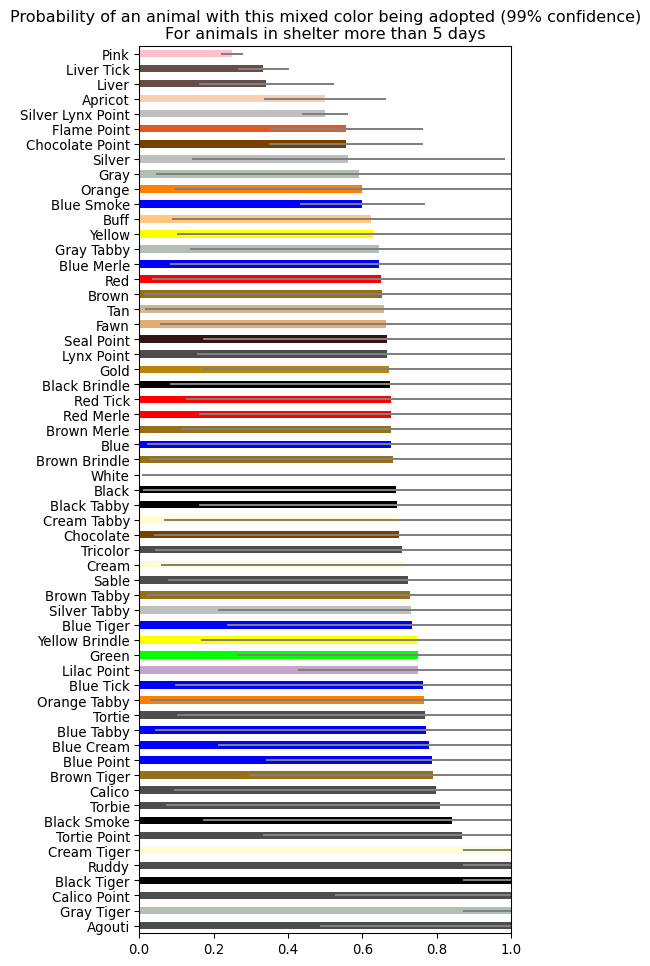 Probability of an animal with this mixed color being adopted (99% confidence)
For animals in shelter more than 5 days
Pink
Liver Tick
Liver
Apricot
Silver Lynx Point
Flame Point
Chocolate Point
Silver
Gray
Orange
Blue Smoke
Buff
Yellow
Gray Tabby
Blue Merle
Red
Brown
Tan
Fawn
Seal Point
Lynx Point
Gold
Black Brindle
Red Tick
Red Merle
Brown Merle
Blue
Brown Brindle
White
Black
Black Tabby
Cream Tabby
Chocolate
Tricolor
Cream
Sable
Brown Tabby
Silver Tabby
Blue Tiger
Yellow Brindle
Green
Lilac Point
Blue Tick
Orange Tabby
Tortie
Blue Tabby
Blue Cream
Blue Point
Brown Tiger
Calico
Torbie
Black Smoke
Tortie Point
Cream Tiger
Ruddy
Black Tiger
Calico Point
Gray Tiger
Agouti
0.0 0.2 0.4 0.6 0.8 1.0